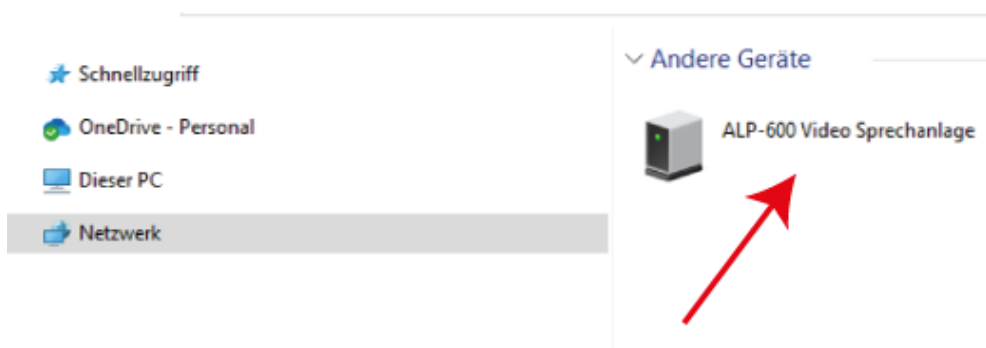 Schnellzugriff
OneDrive - Personal
Dieser PC
Netzwerk
Andere Geräte
ALP-600 Video Sprechanlage